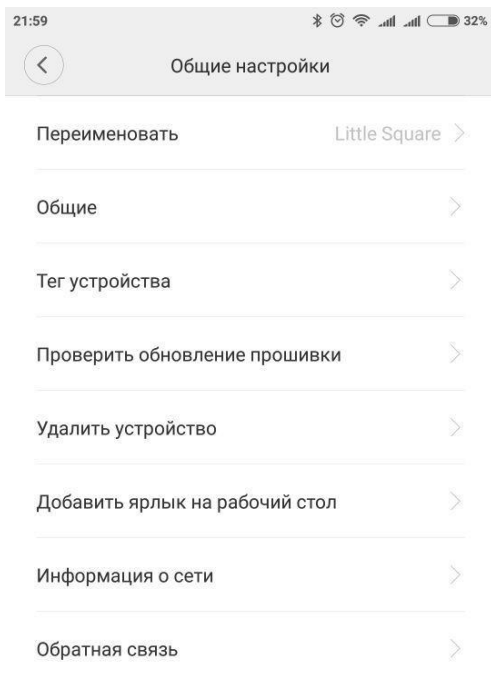 21:59 32%
Общие настройки
Переименовать Little Square
Общие
Тег устройства
Проверить обновление прошивки
Удалить устройство
Добавить ярлык на рабочий стол
Информация о сети
Обратная связь